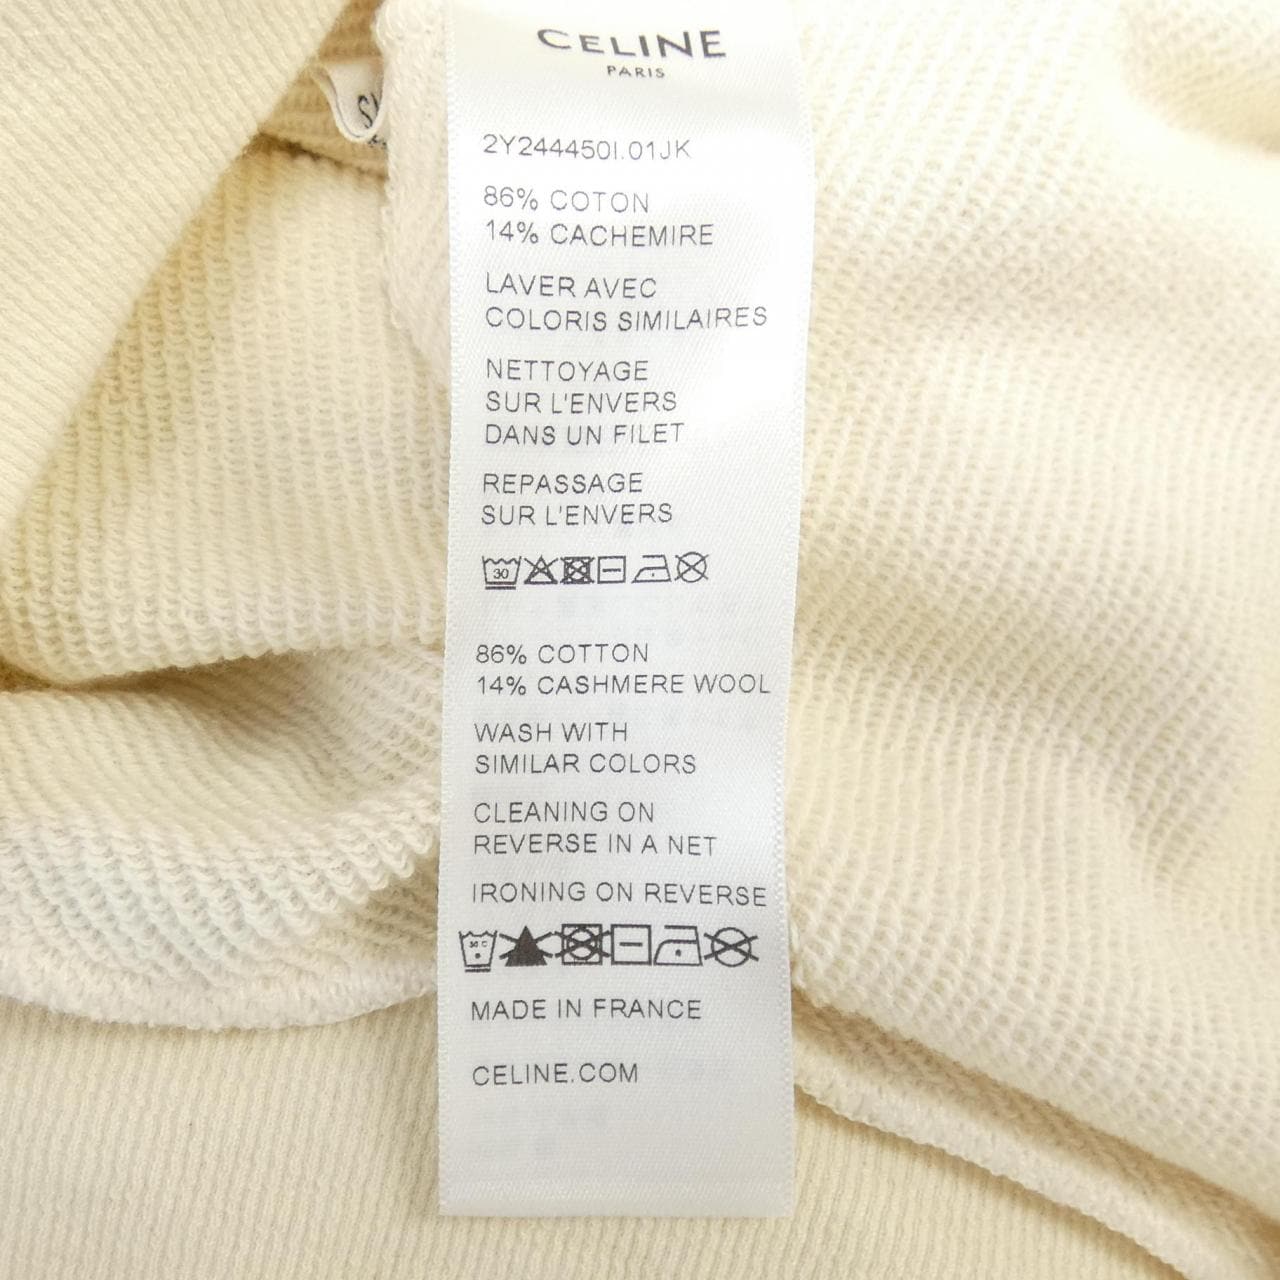 CELINE
PARIS
2Y244450I.01JK
86% COTON
14% CACHEMIRE
LAVER AVEC
COLORIS SIMILAIRES
NETTOYAGE
SUR L'ENVERS
DANS UN FILET
REPASSAGE
SUR L'ENVERS
30
86% COTTON
14% CASHMERE WOOL
WASH WITH
SIMILAR COLORS
CLEANING ON
REVERSE IN A NET
IRONING ON REVERSE
30 C
MADE IN FRANCE
CELINE.COM